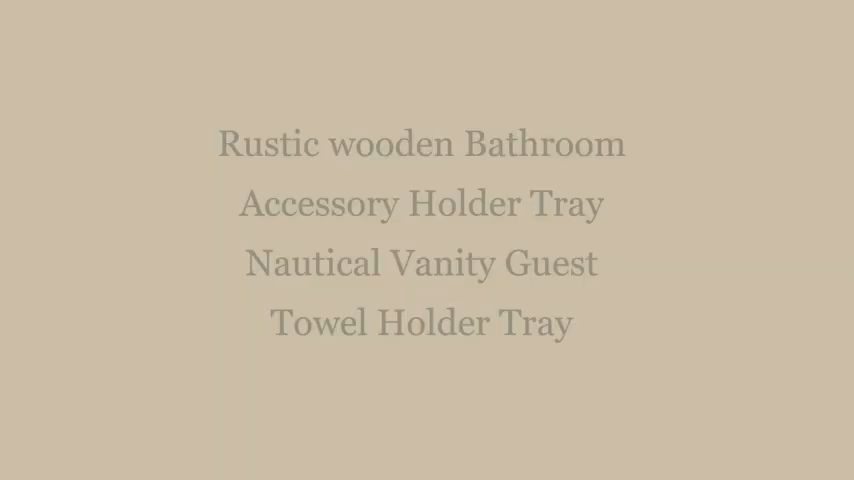 Rustic wooden Bathroom
Accessory Holder Tray
Nautical Vanity Guest
Towel Holder Tray